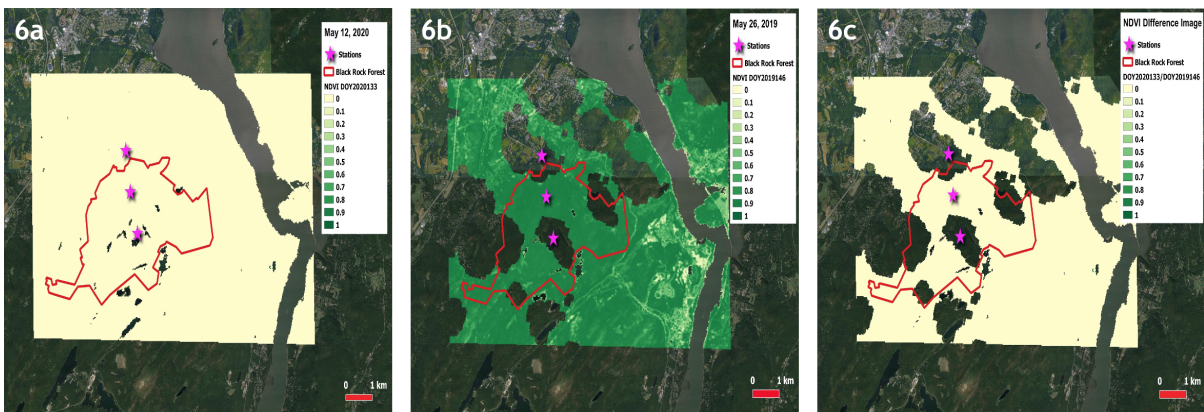 6a
May 12, 2020
Stations
Black Rock Forest
NDVI DOY2020133
0
0.1
0.2
0.3
0.4
0.5
0.6
0.7
0.8
0.9
1
0 1 km
6b
May 26, 2019
Stations
Black Rock Forest
NDVI DOY2019146
0
0.1
0.2
0.3
0.4
0.5
0.6
0.7
0.8
0.9
1
0 1 km
6c
NDVI Difference Image
Stations
Black Rock Forest
DOY2020133/DOY2019146
0
0.1
0.2
0.3
0.4
0.5
0.6
0.7
0.8
0.9
1
0 1 km